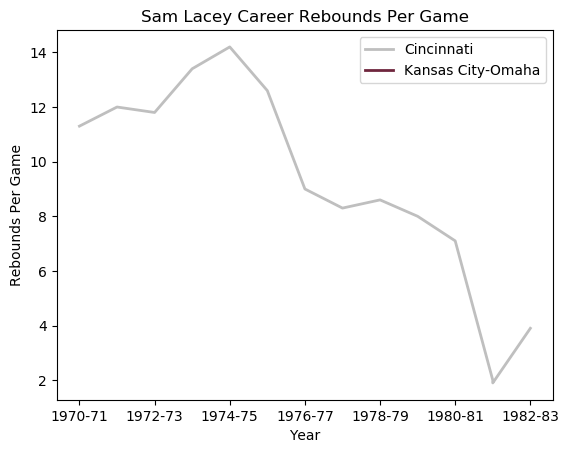 Sam Lacey Career Rebounds Per Game
Cincinnati
Kansas City-Omaha
Rebounds Per Game
14
12
10
8
6
4
2
1970-71 1972-73 1974-75 1976-77 1978-79 1980-81 1982-83
Year